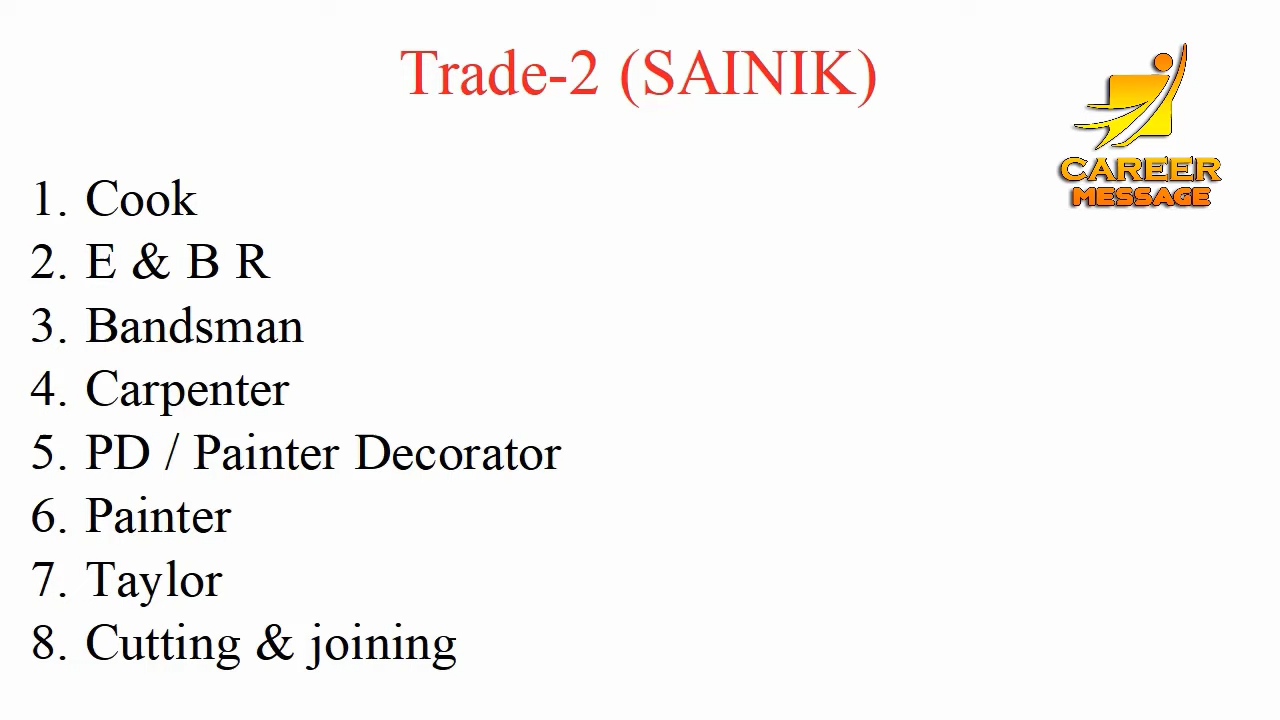 Trade-2 (SAINIK)
CAREER
MESSAGE
1. Cook
2. E & B R
3. Bandsman
4. Carpenter
5. PD / Painter Decorator
6. Painter
7. Taylor
8. Cutting & joining